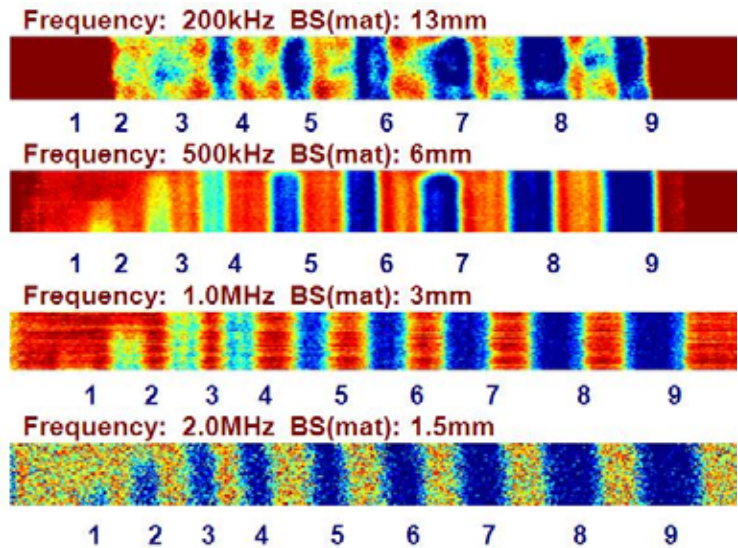 Frequency: 200kHz BS(mat): 13mm
1 2 3 4 5 6 7 8 9
Frequency: 500kHz BS(mat): 6mm
1 2 3 4 5 6 7 8 9
Frequency: 1.0MHz BS(mat): 3mm
1 2 3 4 5 6 7 8 9
Frequency: 2.0MHz BS(mat): 1.5mm
1 2 3 4 5 6 7 8 9